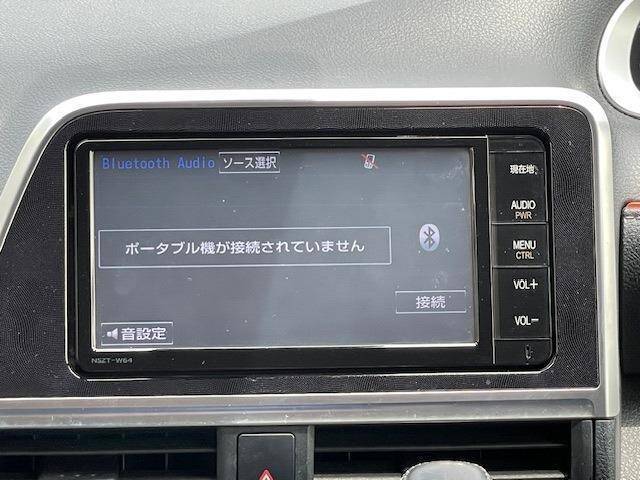 Bluetooth Audio ソース選択
ポータブル機が接続されていません
接続
音設定
NSZT-W64
現在地
AUDIO
PWR
MENU
CTRL
VOL+
VOL−